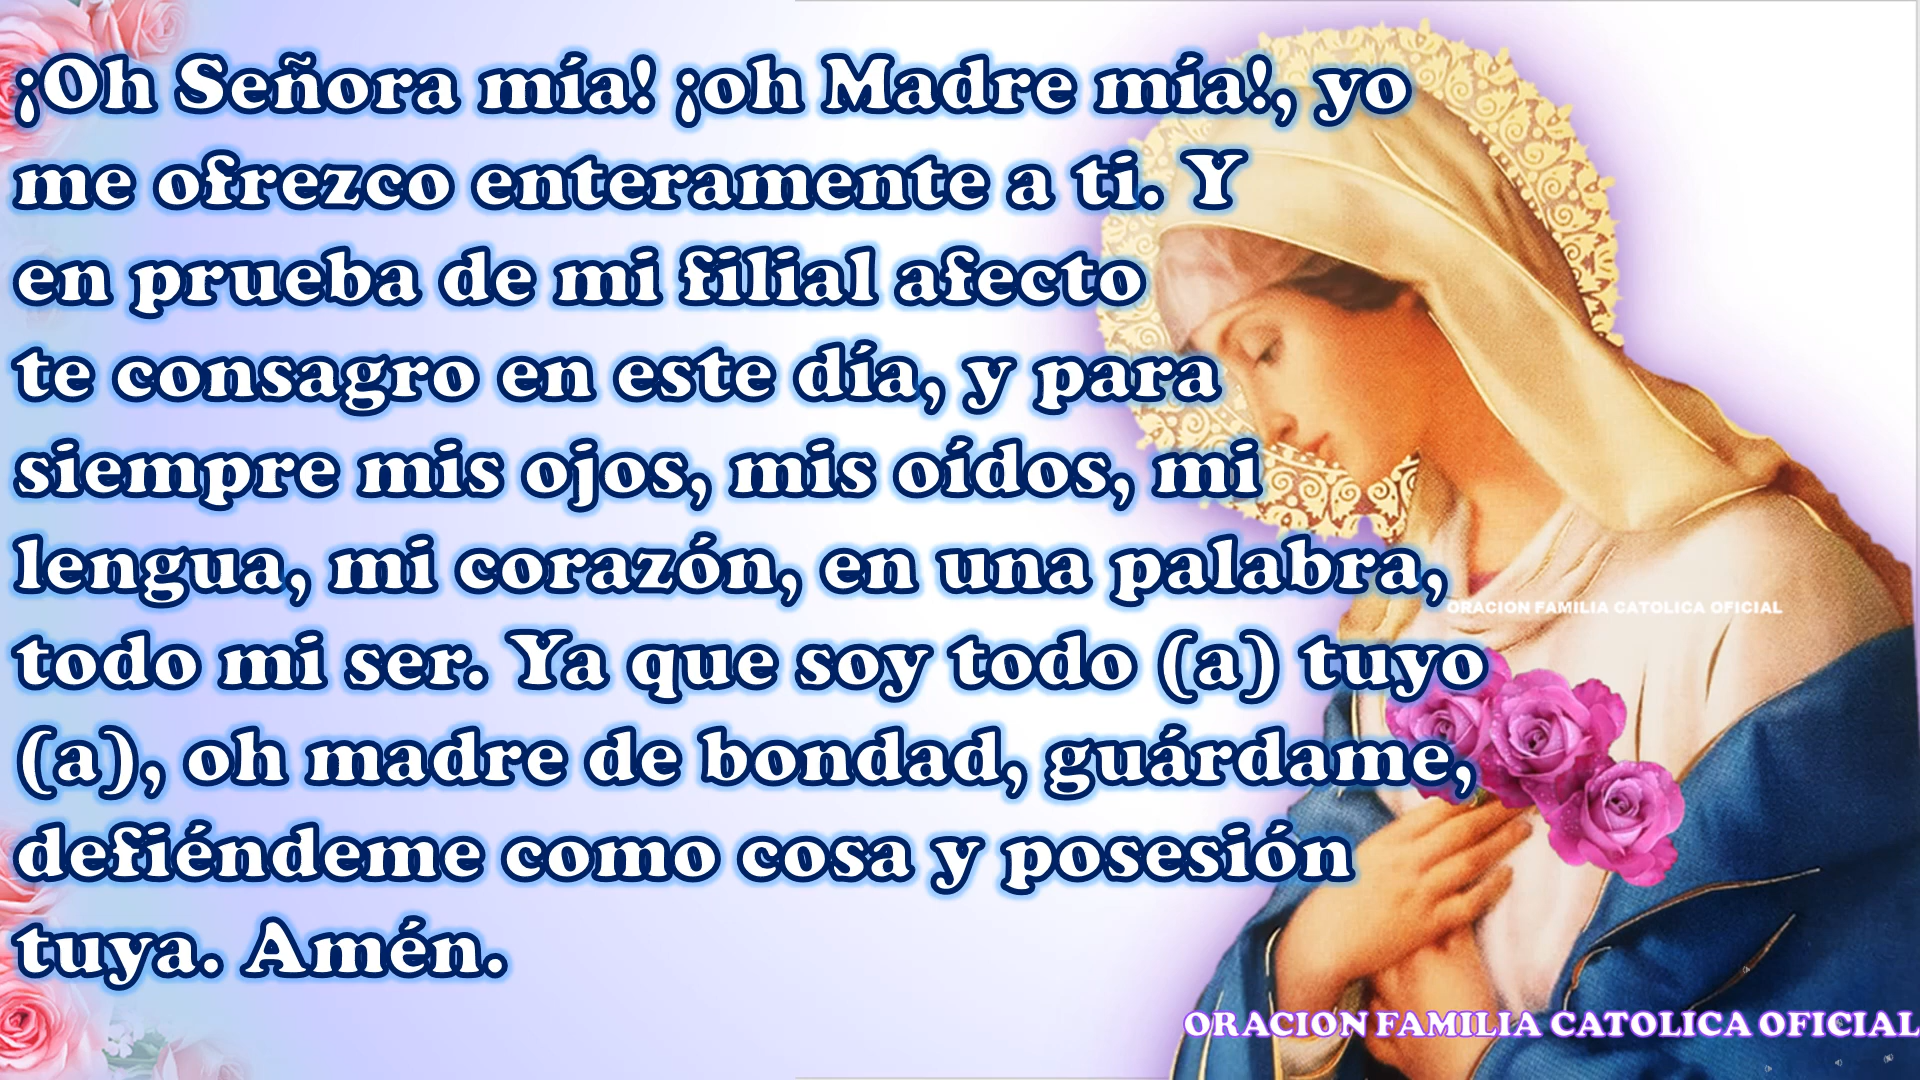 ¡Oh Señora mía! ¡oh Madre mía!, yo
me ofrezco enteramente a ti. Y
en prueba de mi filial afecto
te consagro en este día, y para
siempre mis ojos, mis oídos, mi
lengua, mi corazón, en una palabra,
todo mi ser. Ya que soy todo (a) tuyo
(a), oh madre de bondad, guárdame,
defiéndeme como cosa y posesión
tuya. Amén.
ORACION FAMILIA CATOLICA OFICIAL
ORACION FAMILIA CATOLICA OFICIAL